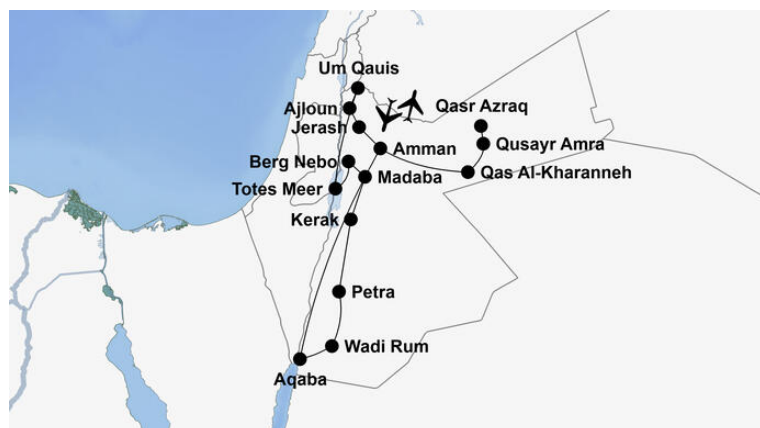 Um Qauis
Ajloun
Qasr Azraq
Jerash
Amman
Qusayr Amra
Berg Nebo
Madaba
Qas Al-Kharanneh
Totes Meer
Kerak
Petra
Wadi Rum
Aqaba